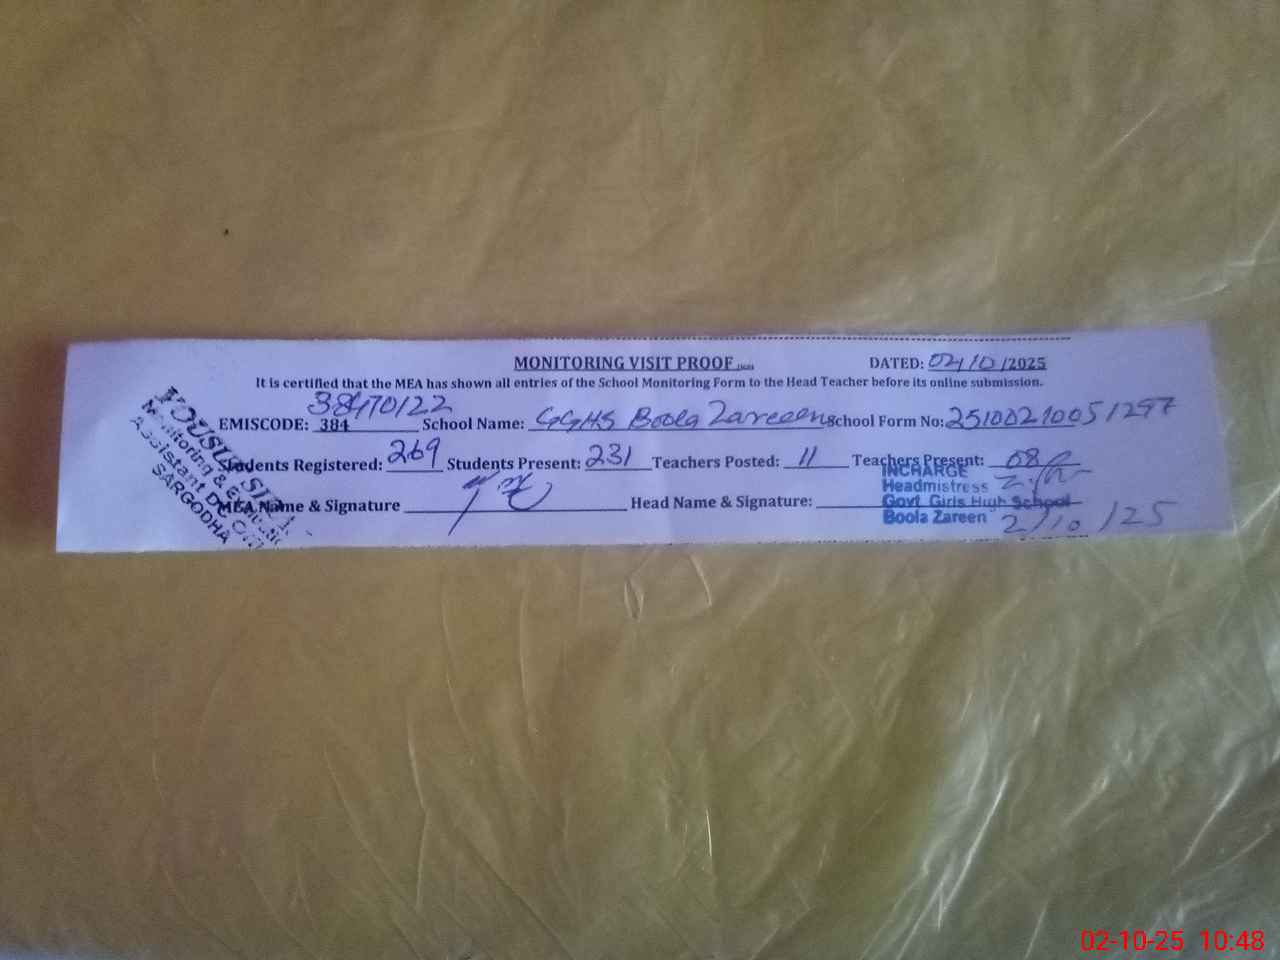 MONITORING VISIT PROOF
DATED: 02/10/2025
It is certified that the MEA has shown all entries of the School Monitoring Form to the Head Teacher before its online submission.
38470122
EMISCODE: 384 School Name: GGHS Boola Zareen School Form No: 25100210051297
Students Registered: 269 Students Present: 231 Teachers Posted: 11 Teachers Present: 08
MEA Name & Signature Head Name & Signature:
INCHARGE
Headmistress
Govt Girls High School
Boola Zareen 2/10/25
Monitoring &
Assistant
SARGODHA
02-10-25 10:48